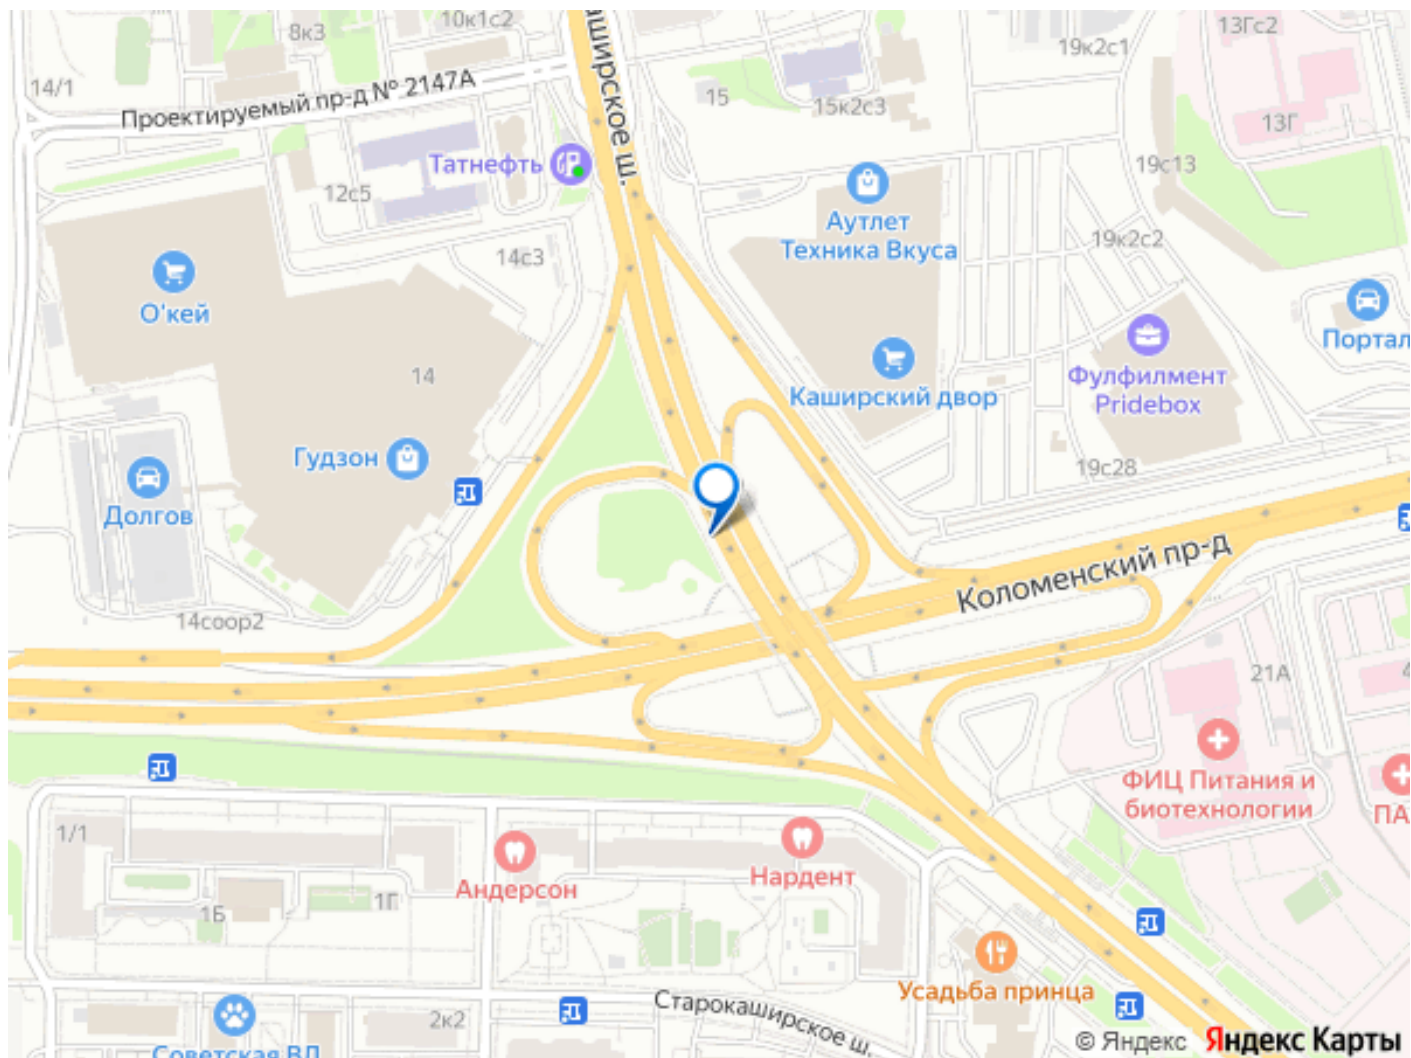 8к3
10к1с2
аширское ш.
13Гс2
19к2с1
14/1
Проектируемый пр-д № 2147А
15
15к2с3
13Г
Татнефть
12с5
19с13
Аутлет
Техника Вкуса
19к2с2
14с3
О'кей
Портал
14
Каширский двор
Фулфилмент
Pridebox
Гудзон
19с28
Долгов
Коломенский пр-д
14соор2
21А
4
ФИЦ Питания и
биотехнологии
ПА
1/1
Андерсон
Нардент
1Б
1Г
Усадьба принца
Старокаширское ш.
2к2
Советская ВЛ
© Яндекс Яндекс Карты